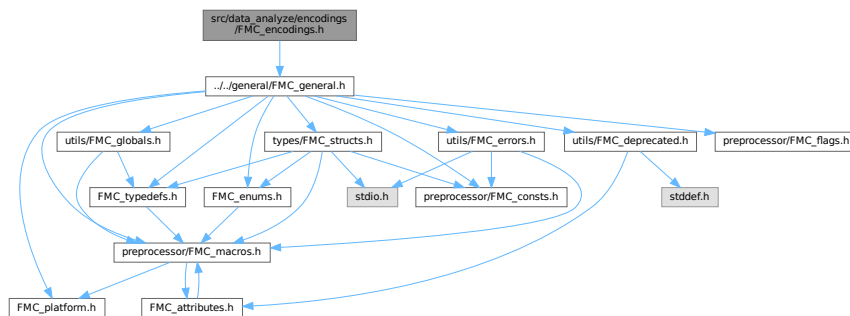 src/data_analyze/encodings
/FMC_encodings.h
../../general/FMC_general.h
utils/FMC_globals.h
types/FMC_structs.h
utils/FMC_errors.h
utils/FMC_deprecated.h
preprocessor/FMC_flags.h
FMC_typedefs.h
FMC_enums.h
stdio.h
preprocessor/FMC_consts.h
stddef.h
preprocessor/FMC_macros.h
FMC_platform.h
FMC_attributes.h